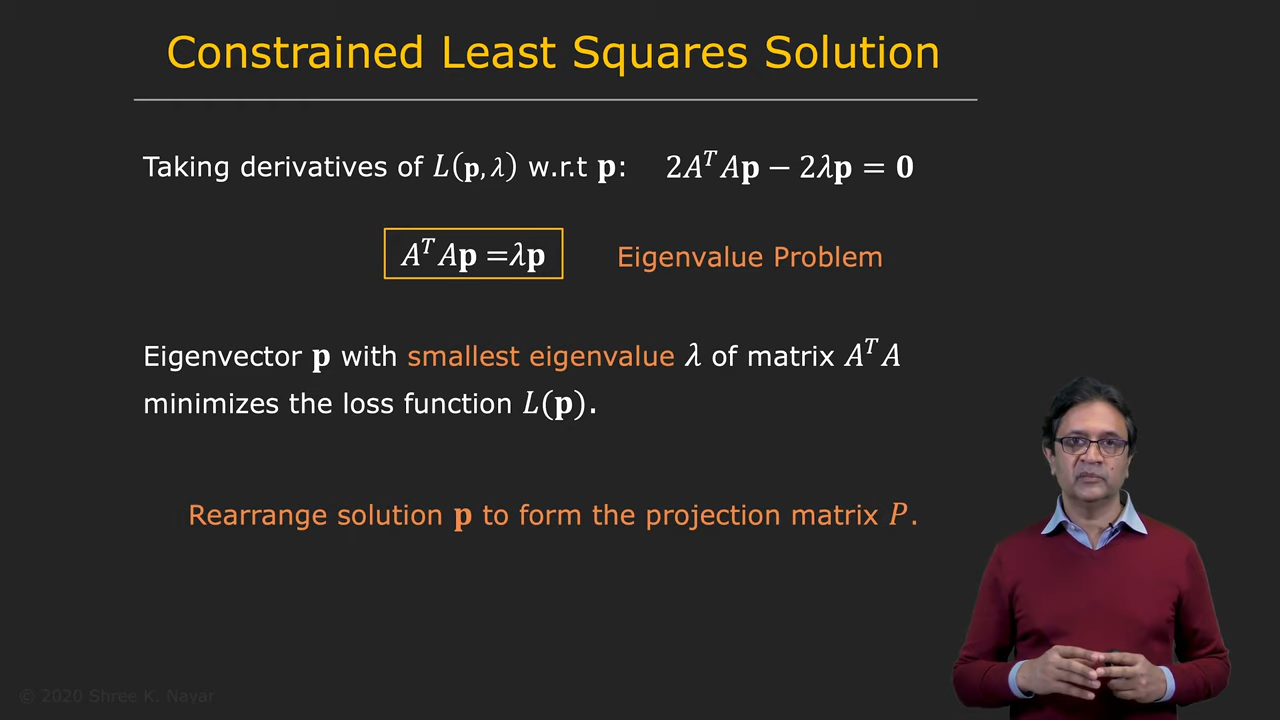 Constrained Least Squares Solution
Taking derivatives of L(p, λ) w.r.t p: 2AᵀAp − 2λp = 0
AᵀAp =λp Eigenvalue Problem
Eigenvector p with smallest eigenvalue λ of matrix AᵀA
minimizes the loss function L(p).
Rearrange solution p to form the projection matrix P.
© 2020 Shree K. Nayar